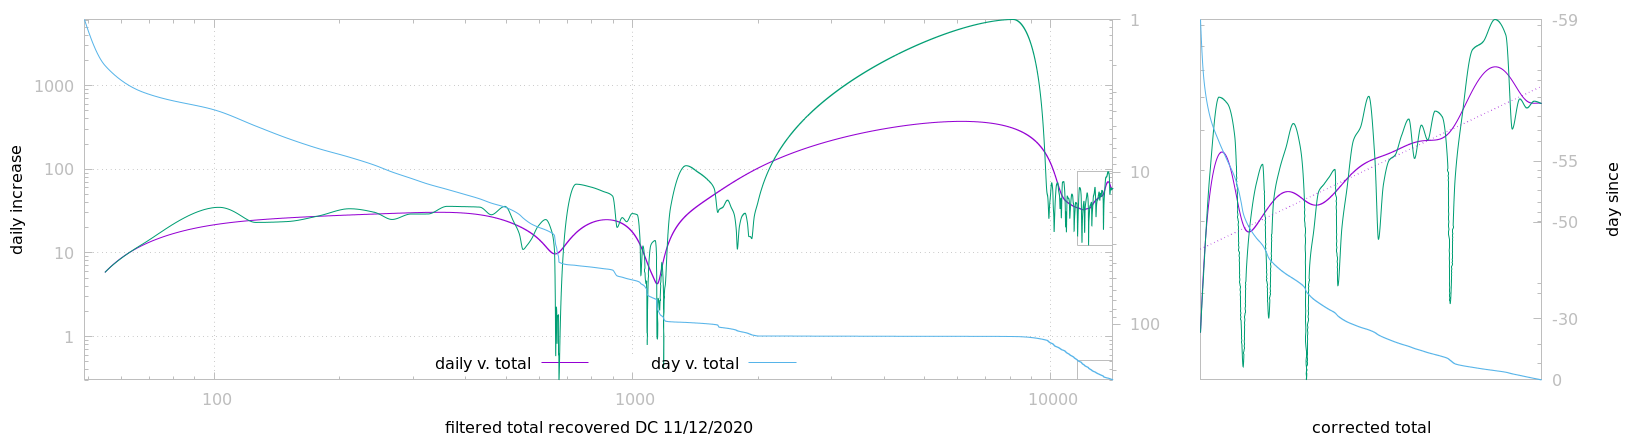 1 -59
1000
100 10 -55
daily increase
-50
day since
10
-30
1 100
daily v. total day v. total
0
100 1000 10000
filtered total recovered DC 11/12/2020 corrected total